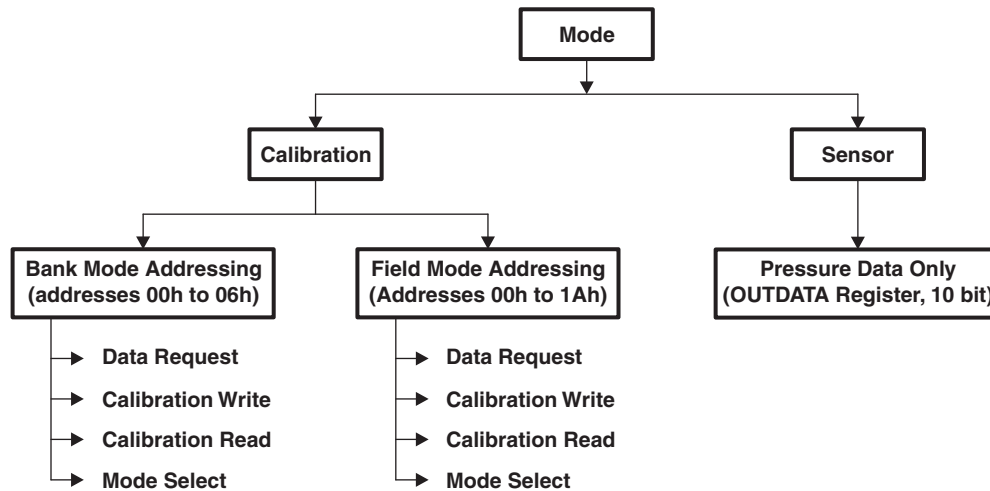 Mode
Calibration
Sensor
Bank Mode Addressing
(addresses 00h to 06h)
Field Mode Addressing
(Addresses 00h to 1Ah)
Pressure Data Only
(OUTDATA Register, 10 bit)
Data Request
Calibration Write
Calibration Read
Mode Select
Data Request
Calibration Write
Calibration Read
Mode Select